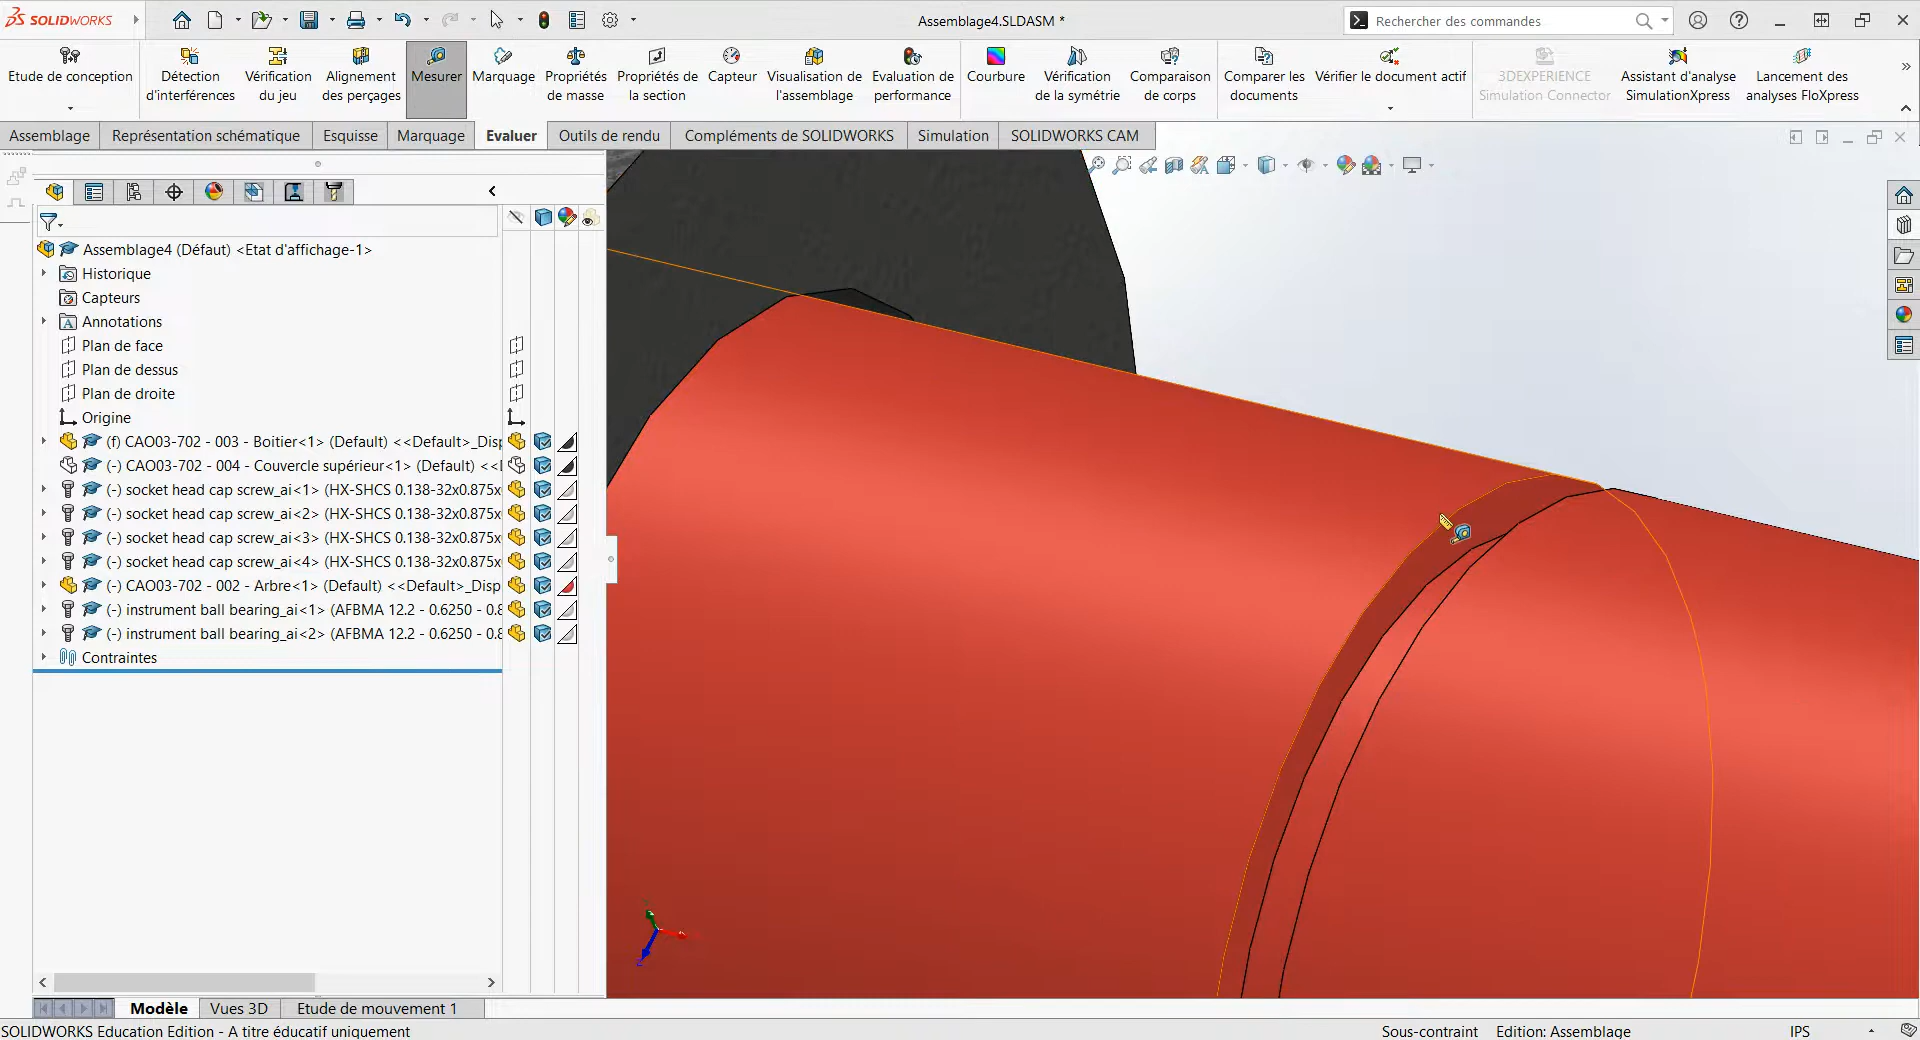 SOLIDWORKS
Assemblage4.SLDASM *
Rechercher des commandes
Etude de conception
Détection d'interférences
Vérification du jeu
Alignement des perçages
Mesurer
Marquage
Propriétés de masse
Propriétés de la section
Capteur
Visualisation de l'assemblage
Evaluation de performance
Courbure
Vérification de la symétrie
Comparaison de corps
Comparer les documents
Vérifier le document actif
3DEXPERIENCE Simulation Connector
Assistant d'analyse SimulationXpress
Lancement des analyses FloXpress
Assemblage
Représentation schématique
Esquisse
Marquage
Evaluer
Outils de rendu
Compléments de SOLIDWORKS
Simulation
SOLIDWORKS CAM
Assemblage4 (Défaut) <Etat d'affichage-1>
Historique
Capteurs
Annotations
Plan de face
Plan de dessus
Plan de droite
Origine
(f) CAO03-702 - 003 - Boitier<1> (Default) <<Default>_Disp
(-) CAO03-702 - 004 - Couvercle supérieur<1> (Default) <<
(-) socket head cap screw_ai<1> (HX-SHCS 0.138-32x0.875x
(-) socket head cap screw_ai<2> (HX-SHCS 0.138-32x0.875x
(-) socket head cap screw_ai<3> (HX-SHCS 0.138-32x0.875x
(-) socket head cap screw_ai<4> (HX-SHCS 0.138-32x0.875x
(-) CAO03-702 - 002 - Arbre<1> (Default) <<Default>_Disp
(-) instrument ball bearing_ai<1> (AFBMA 12.2 - 0.6250 - 0.8
(-) instrument ball bearing_ai<2> (AFBMA 12.2 - 0.6250 - 0.8
Contraintes
Modèle
Vues 3D
Etude de mouvement 1
SOLIDWORKS Education Edition - A titre éducatif uniquement
Sous-contraint
Edition: Assemblage
IPS